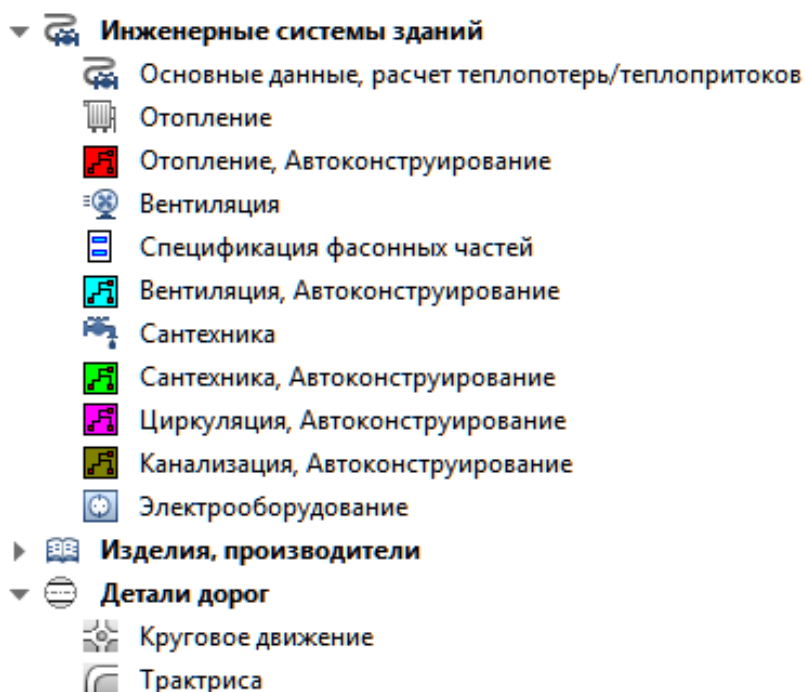 Инженерные системы зданий
Основные данные, расчет теплопотерь/теплопритоков
Отопление
Отопление, Автоконструирование
Вентиляция
Спецификация фасонных частей
Вентиляция, Автоконструирование
Сантехника
Сантехника, Автоконструирование
Циркуляция, Автоконструирование
Канализация, Автоконструирование
Электрооборудование
Изделия, производители
Детали дорог
Круговое движение
Трактриса